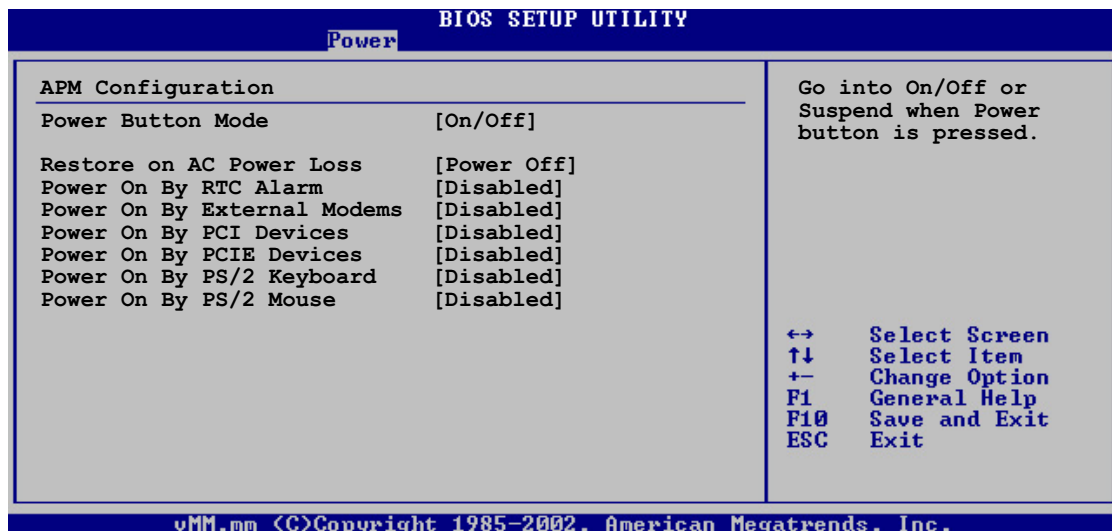 BIOS SETUP UTILITY
Power
APM Configuration
Power Button Mode [On/Off]
Restore on AC Power Loss [Power Off]
Power On By RTC Alarm [Disabled]
Power On By External Modems [Disabled]
Power On By PCI Devices [Disabled]
Power On By PCIE Devices [Disabled]
Power On By PS/2 Keyboard [Disabled]
Power On By PS/2 Mouse [Disabled]
Go into On/Off or
Suspend when Power
button is pressed.
←→ Select Screen
↑↓ Select Item
+- Change Option
F1 General Help
F10 Save and Exit
ESC Exit
vMM.mm (C)Copyright 1985-2002, American Megatrends, Inc.